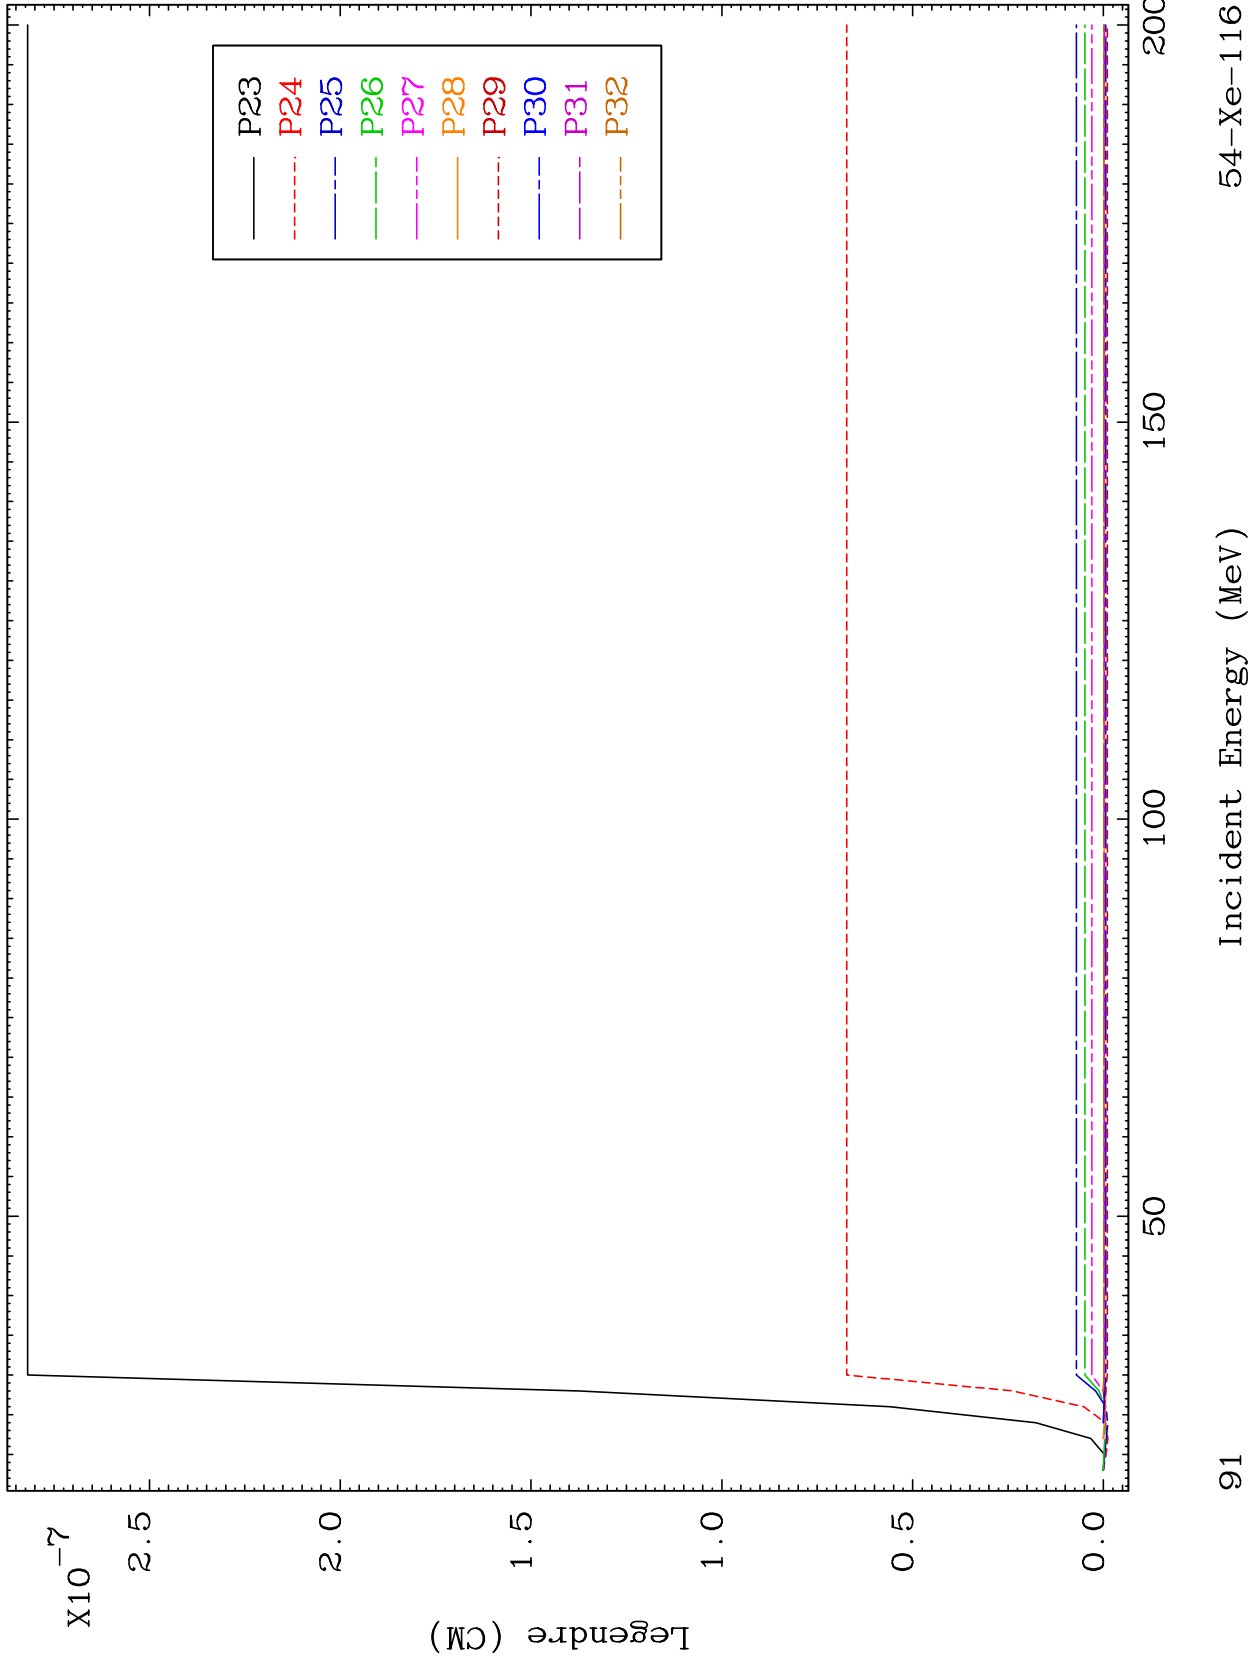 X10-7
2.5
2.0
1.5
1.0
0.5
0.0
Legendre (CM)
P23
P24
P25
P26
P27
P28
P29
P30
P31
P32
50
100
150
200
91
Incident Energy (MeV)
54-Xe-116